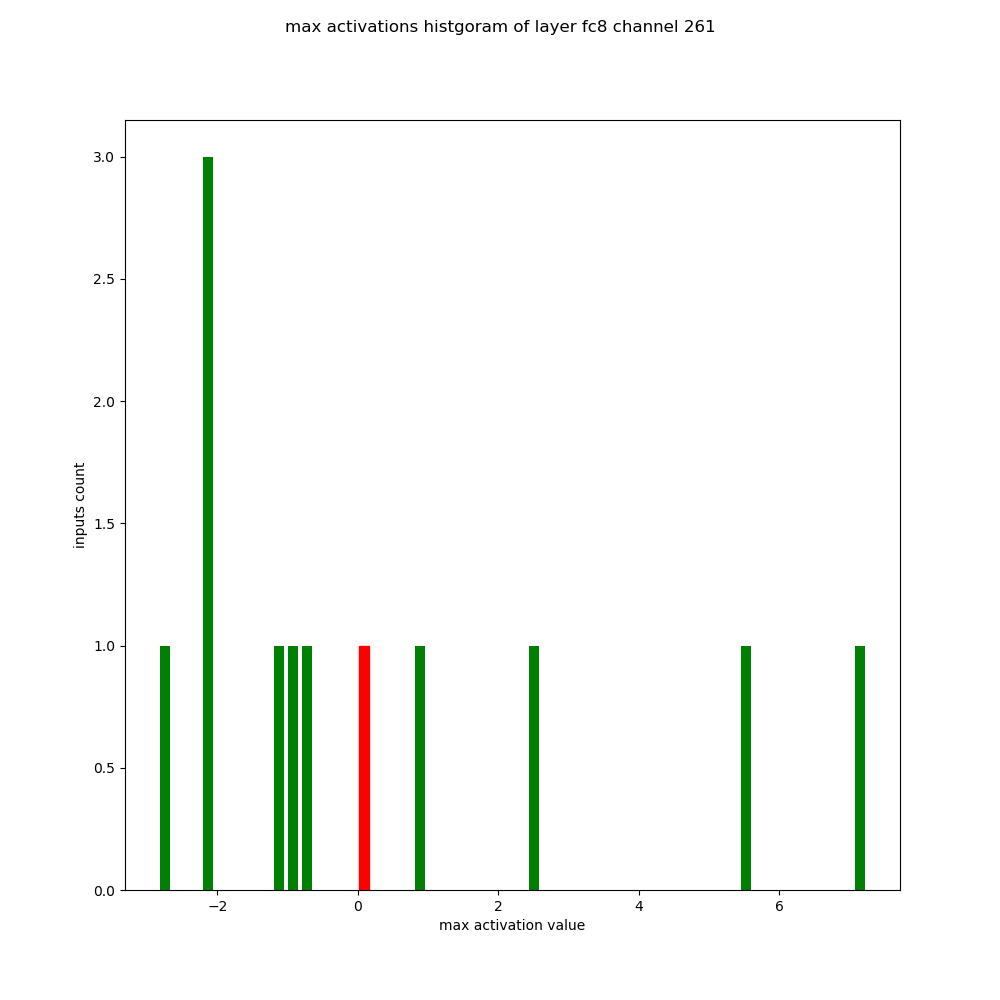 max activations histgoram of layer fc8 channel 261
3.0
2.5
2.0
1.5
1.0
0.5
0.0
inputs count
−2 0 2 4 6
max activation value